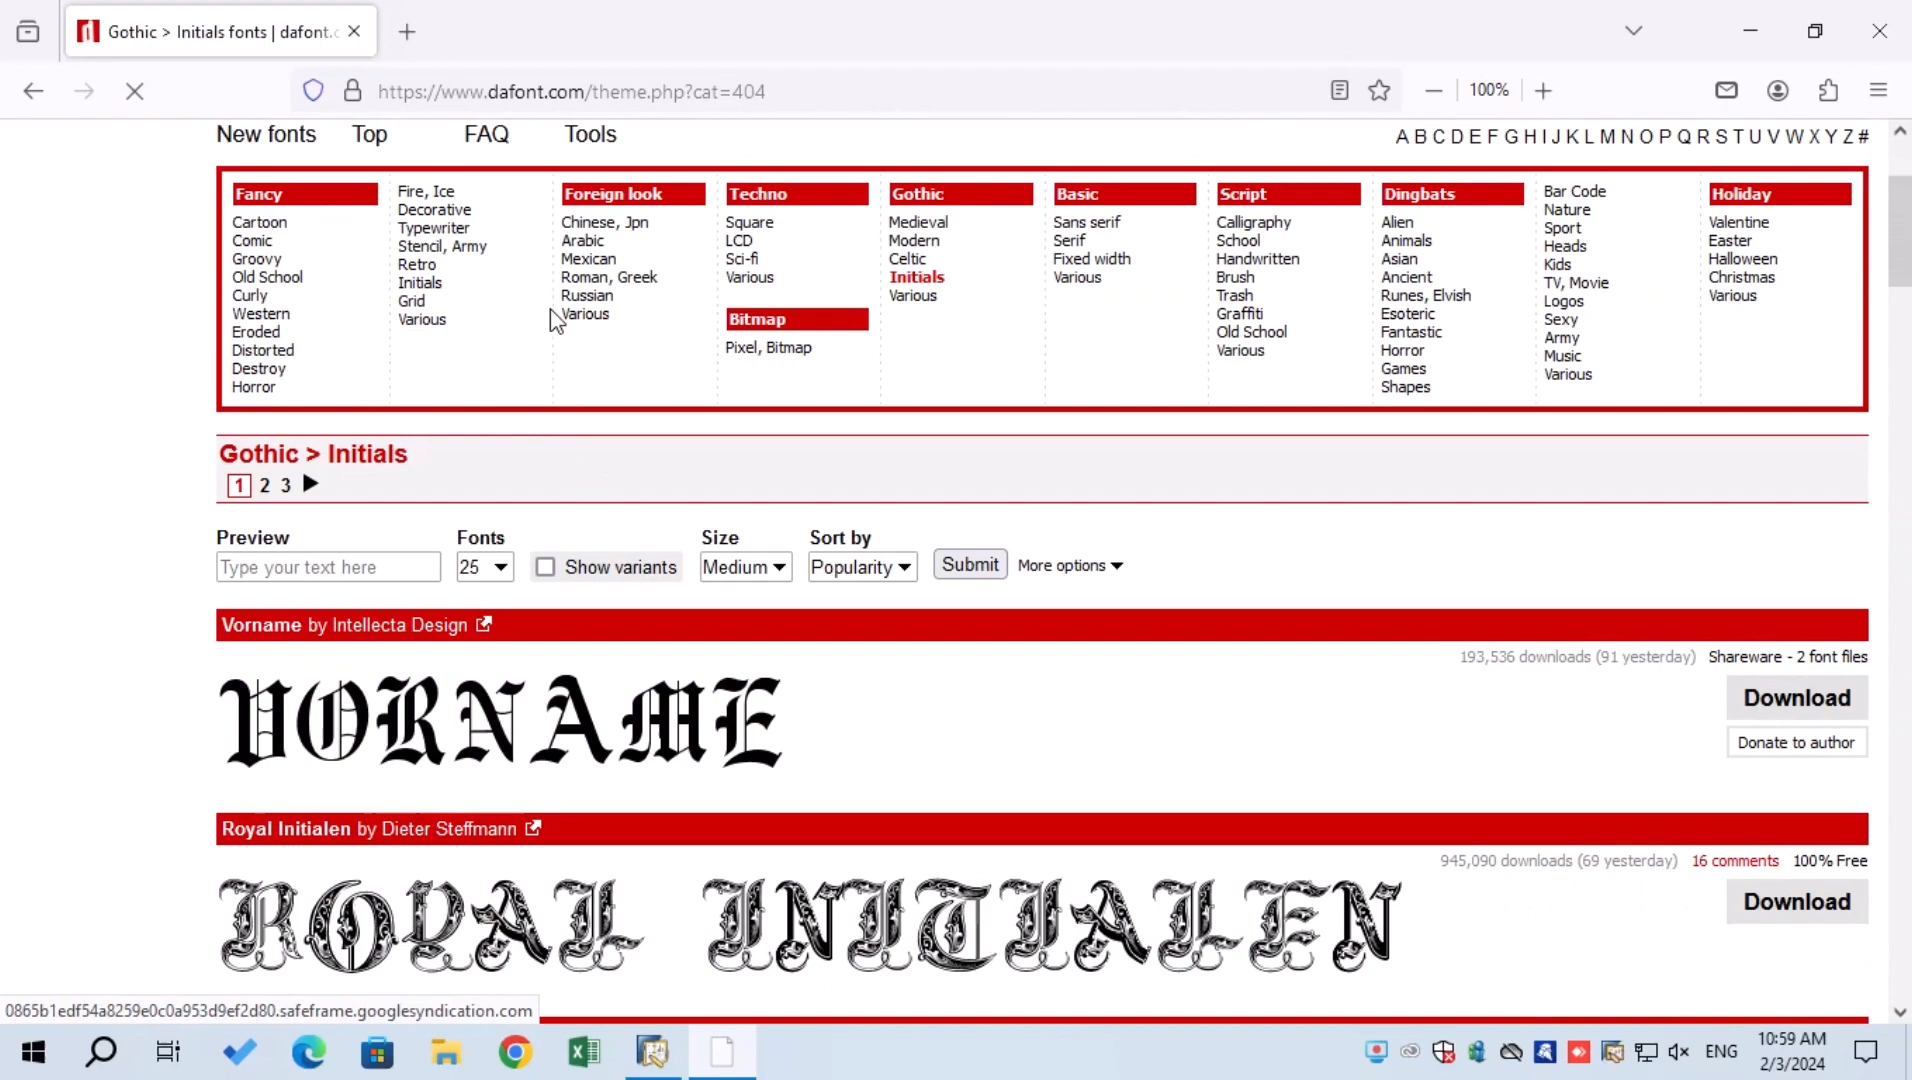 Gothic > Initials fonts | dafont.c
https://www.dafont.com/theme.php?cat=404
100%
New fonts Top FAQ Tools
A B C D E F G H I J K L M N O P Q R S T U V W X Y Z #
Fancy
Cartoon
Comic
Groovy
Old School
Curly
Western
Eroded
Distorted
Destroy
Horror
Fire, Ice
Decorative
Typewriter
Stencil, Army
Retro
Initials
Grid
Various
Foreign look
Chinese, Jpn
Arabic
Mexican
Roman, Greek
Russian
Various
Techno
Square
LCD
Sci-fi
Various
Bitmap
Pixel, Bitmap
Gothic
Medieval
Modern
Celtic
Initials
Various
Basic
Sans serif
Serif
Fixed width
Various
Script
Calligraphy
School
Handwritten
Brush
Trash
Graffiti
Old School
Various
Dingbats
Alien
Animals
Asian
Ancient
Runes, Elvish
Esoteric
Fantastic
Horror
Games
Shapes
Bar Code
Nature
Sport
Heads
Kids
TV, Movie
Logos
Sexy
Army
Music
Various
Holiday
Valentine
Easter
Halloween
Christmas
Various
Gothic > Initials
1 2 3
Preview Fonts Size Sort by
Type your text here 25 Show variants Medium Popularity Submit More options
Vorname by Intellecta Design
193,536 downloads (91 yesterday) Shareware - 2 font files
VORNAME
Download
Donate to author
Royal Initialen by Dieter Steffmann
945,090 downloads (69 yesterday) 16 comments 100% Free
ROYAL INITIALEN
Download
0865b1edf54a8259e0c0a953d9ef2d80.safeframe.googlesyndication.com
ENG
10:59 AM
2/3/2024